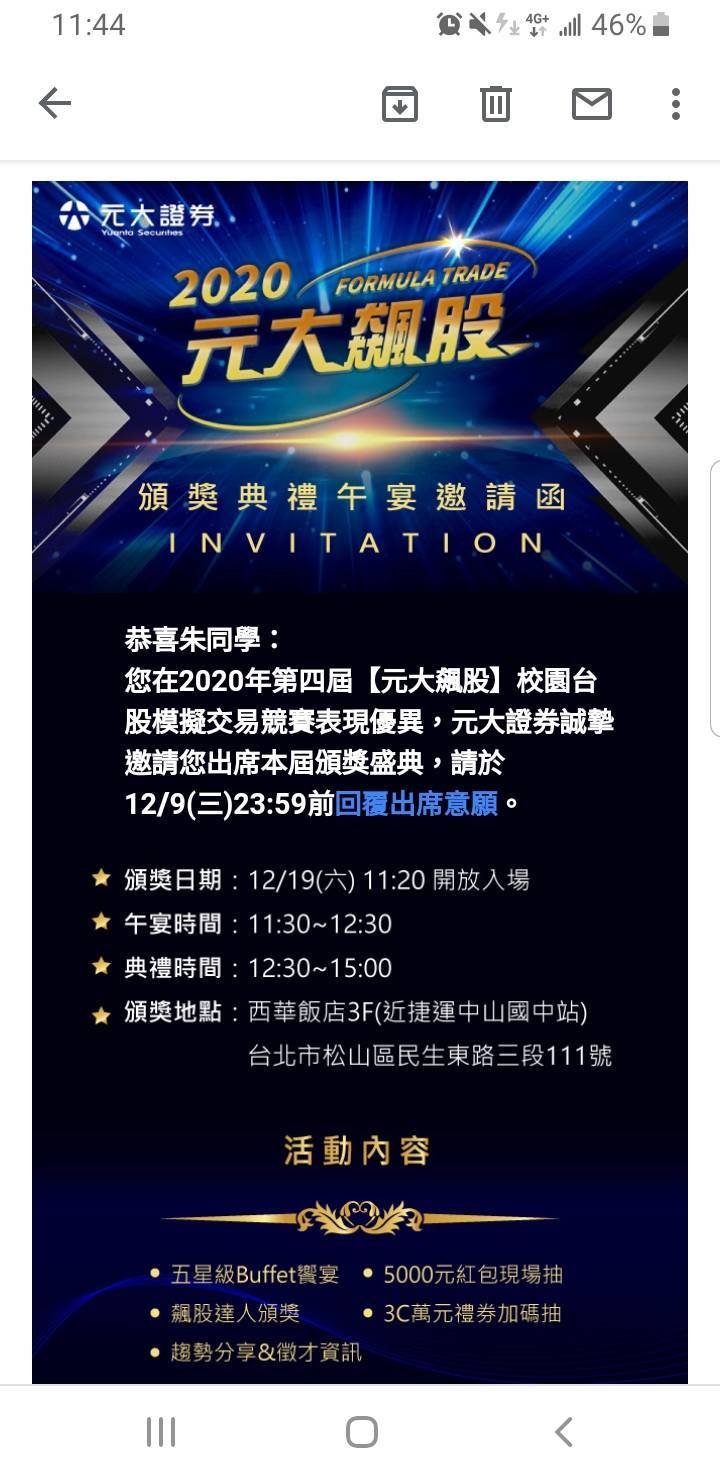 11:44
4G+
46%
元大證券
Yuanta Securities
2020
FORMULA TRADE
元大飆股
頒獎典禮午宴邀請函
INVITATION
恭喜朱同學：
您在2020年第四屆【元大飆股】校園台
股模擬交易競賽表現優異，元大證券誠摯
邀請您出席本屆頒獎盛典，請於
12/9(三)23:59前回覆出席意願。
頒獎日期：12/19(六) 11:20 開放入場
午宴時間：11:30~12:30
典禮時間：12:30~15:00
頒獎地點：西華飯店3F(近捷運中山國中站)
台北市松山區民生東路三段111號
活動內容
• 五星級Buffet饗宴 • 5000元紅包現場抽
• 飆股達人頒獎 • 3C萬元禮券加碼抽
• 趨勢分享&徵才資訊